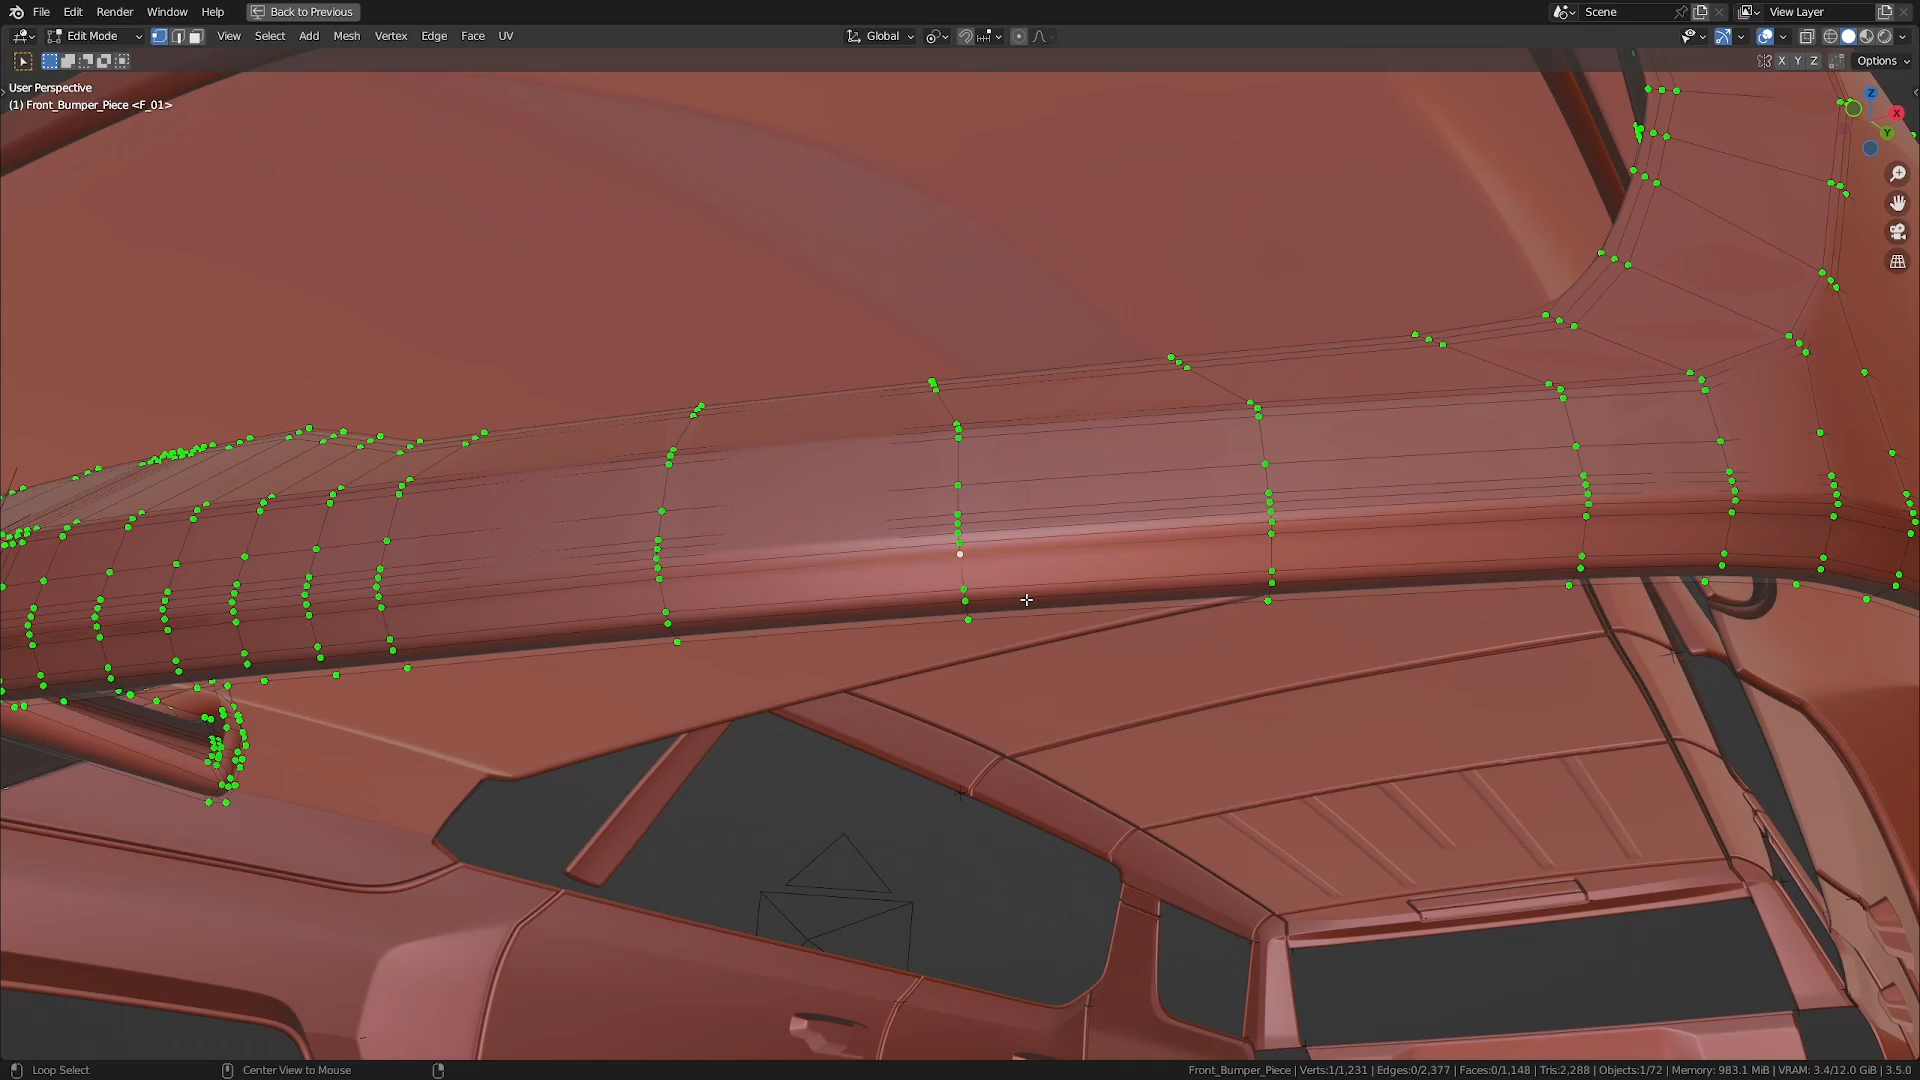 File Edit Render Window Help Back to Previous Scene View Layer
Edit Mode View Select Add Mesh Vertex Edge Face UV Global
X Y Z Options
User Perspective
(1) Front_Bumper_Piece <F_01>
Z
X
Y
Loop Select Center View to Mouse Front_Bumper_Piece | Verts:1/1,231 | Edges:0/2,377 | Faces:0/1,148 | Tris:2,288 | Objects:1/72 | Memory: 983.1 MiB | VRAM: 3.4/12.0 GiB | 3.5.0